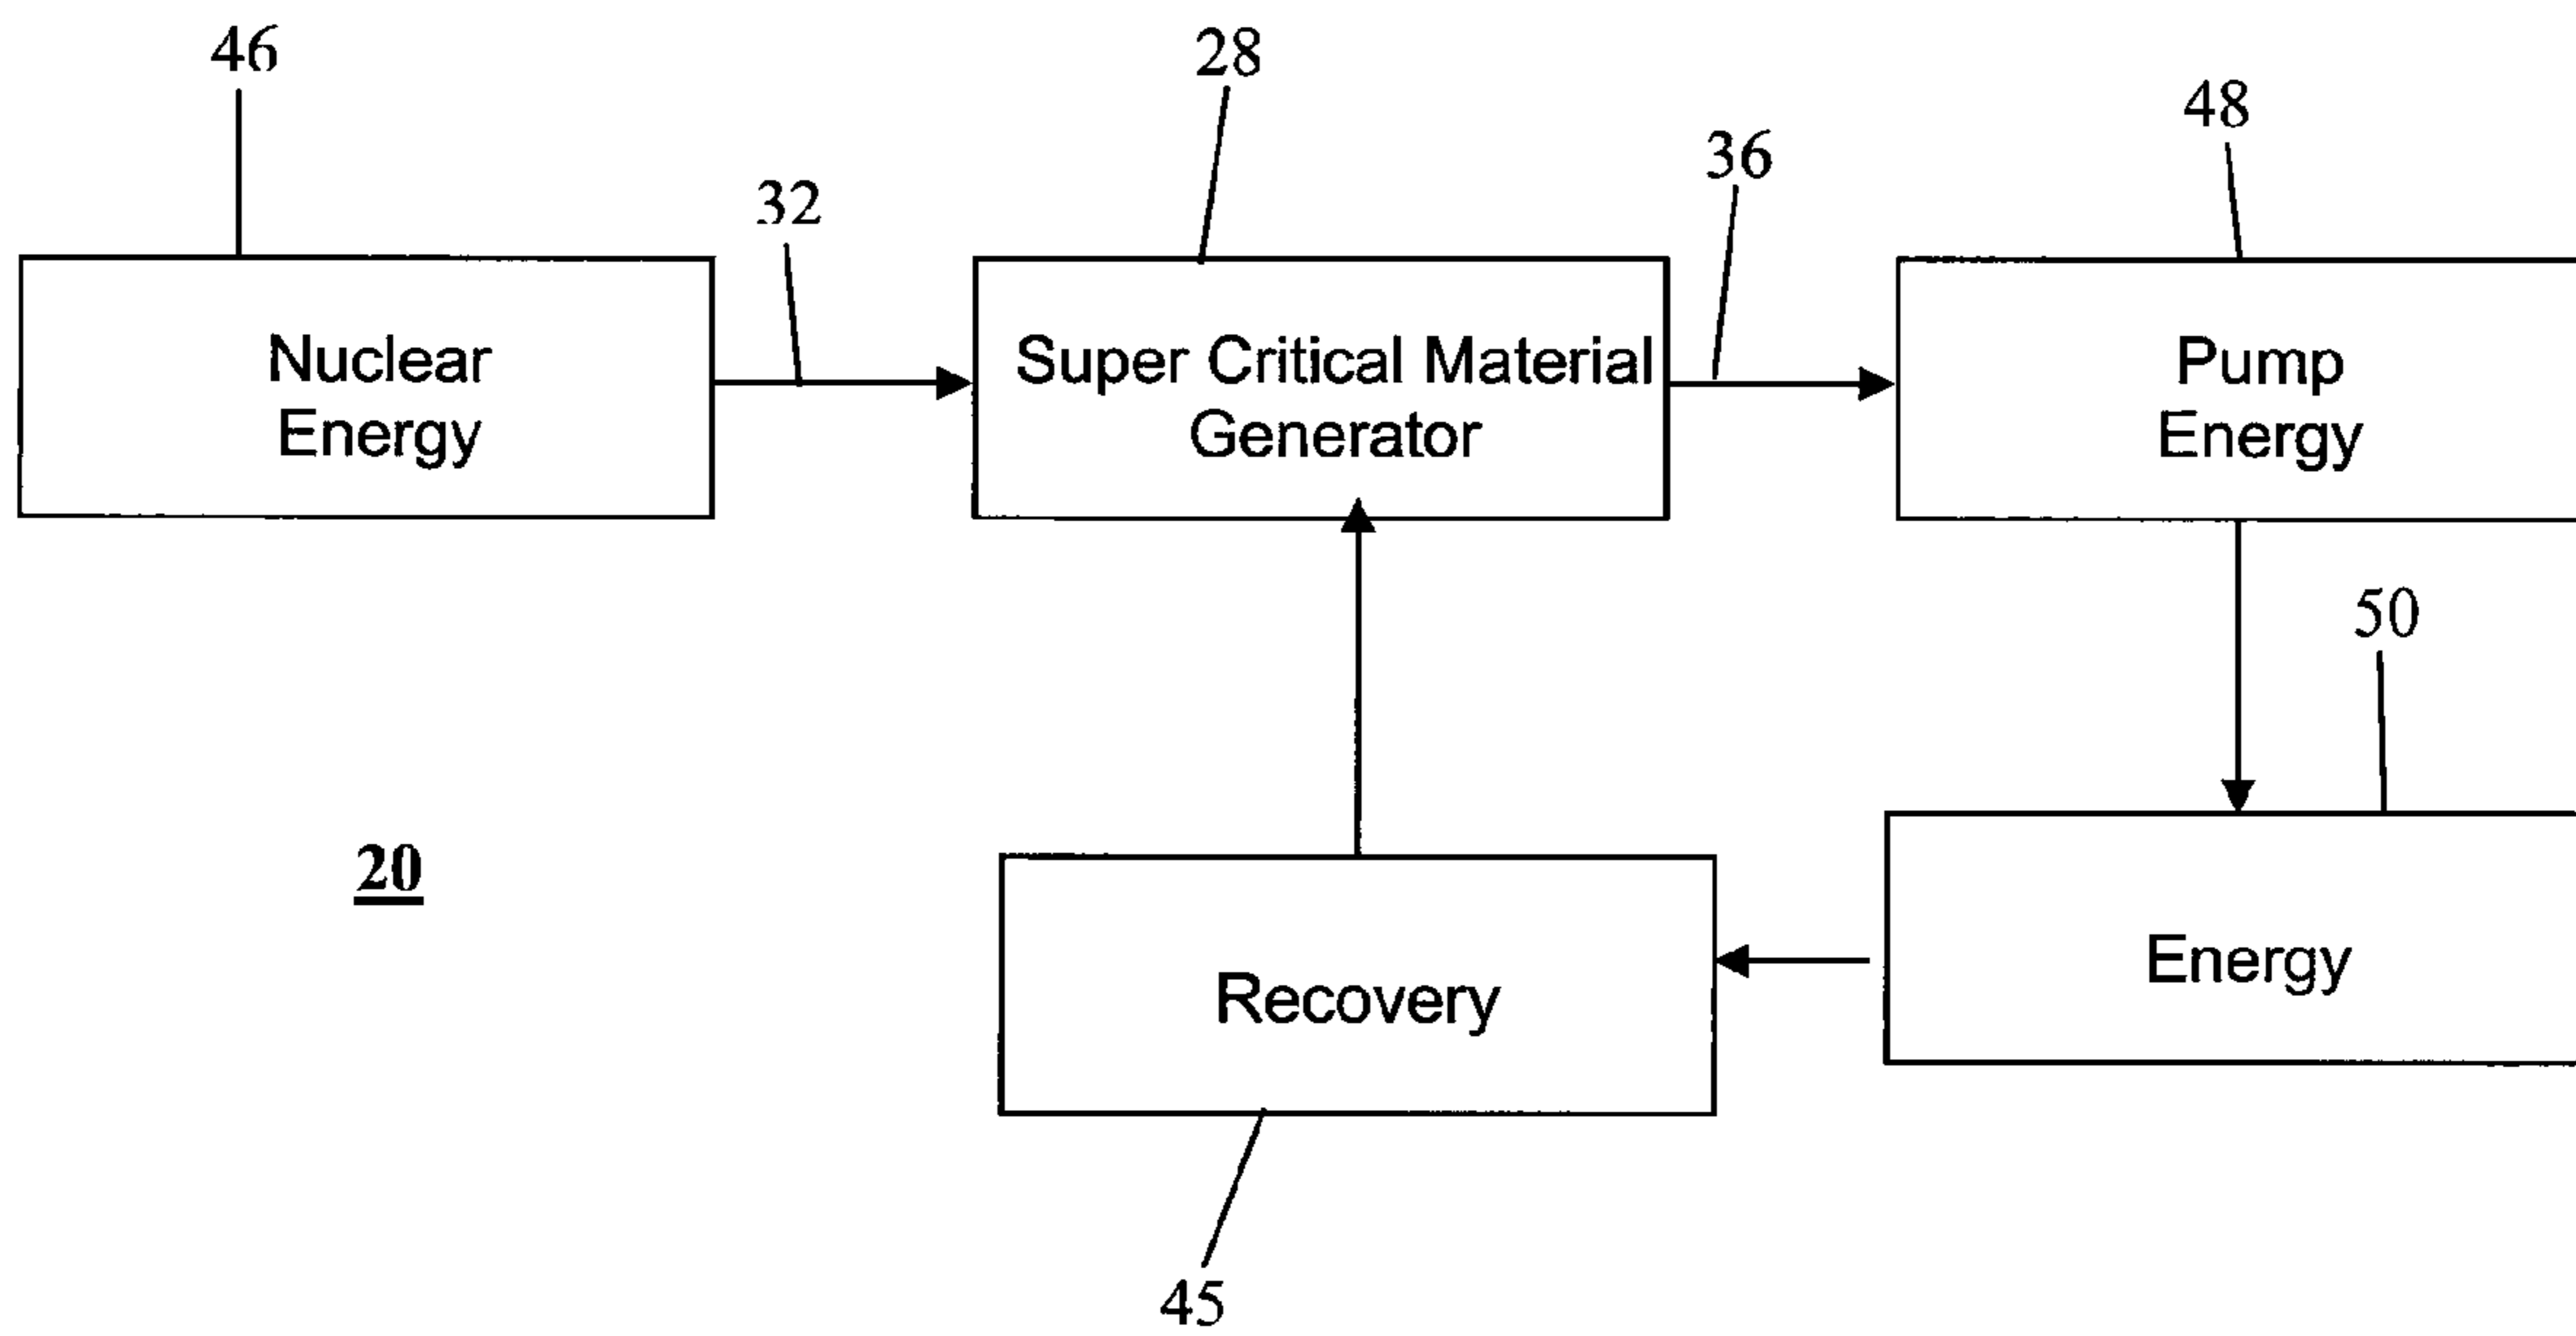 46
28
48
36
32
Nuclear
Energy
Super Critical Material
Generator
Pump
Energy
50
20
Recovery
Energy
45